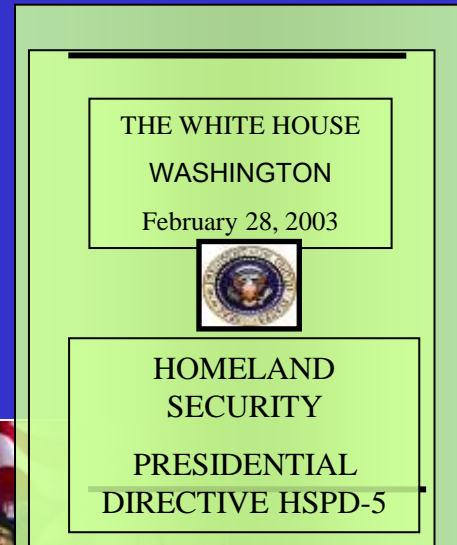 THE WHITE HOUSE
WASHINGTON
February 28, 2003
HOMELAND
SECURITY
PRESIDENTIAL
DIRECTIVE HSPD-5